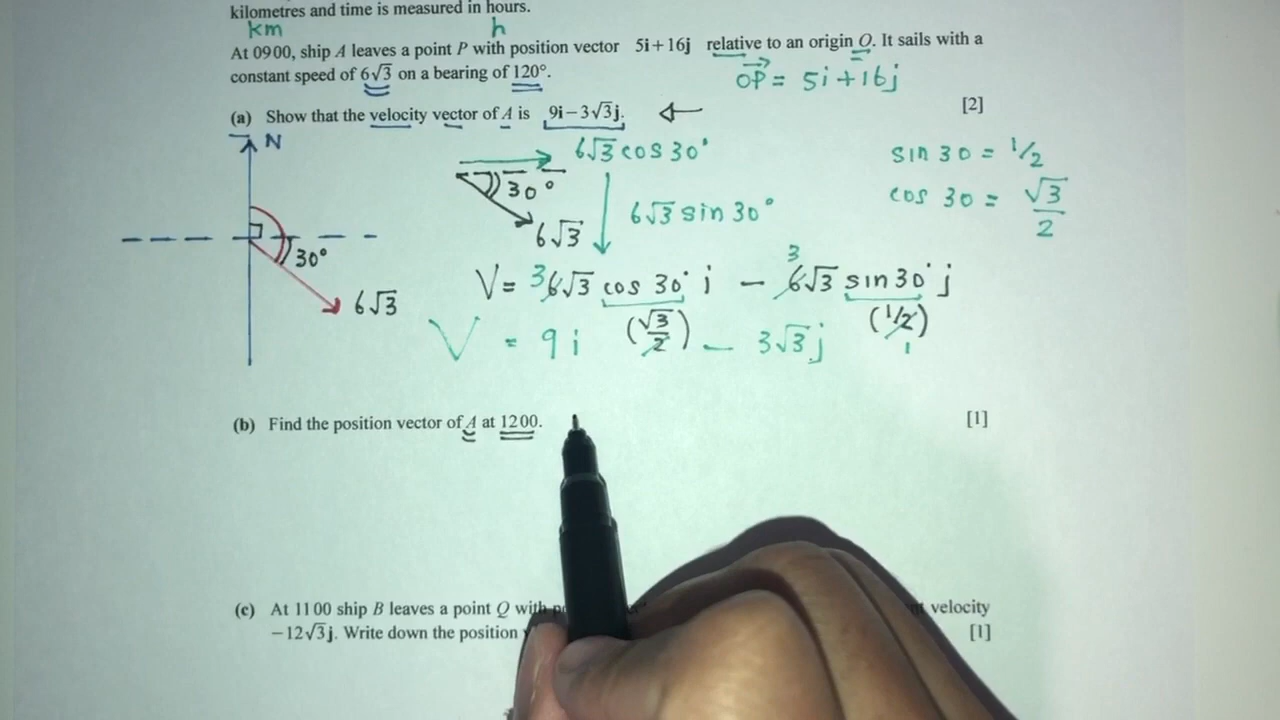 kilometres and time is measured in hours.
km h
At 0900, ship A leaves a point P with position vector 5i+16j relative to an origin O. It sails with a
constant speed of 6√3 on a bearing of 120°.
OP = 5i+16j
(a) Show that the velocity vector of A is 9i−3√3j. [2]
N
6√3 cos 30°
sin 30 = 1/2
30°
cos 30 = √3/2
6√3 sin 30°
6√3
30°
6√3
V = 3 6√3 cos 30° j − 3 6√3 sin 30° j
(√3/2) (1/2) 1
V = 9i − 3√3j
(b) Find the position vector of A at 1200. [1]
(c) At 1100 ship B leaves a point Q with velocity
−12√3j. Write down the position [1]